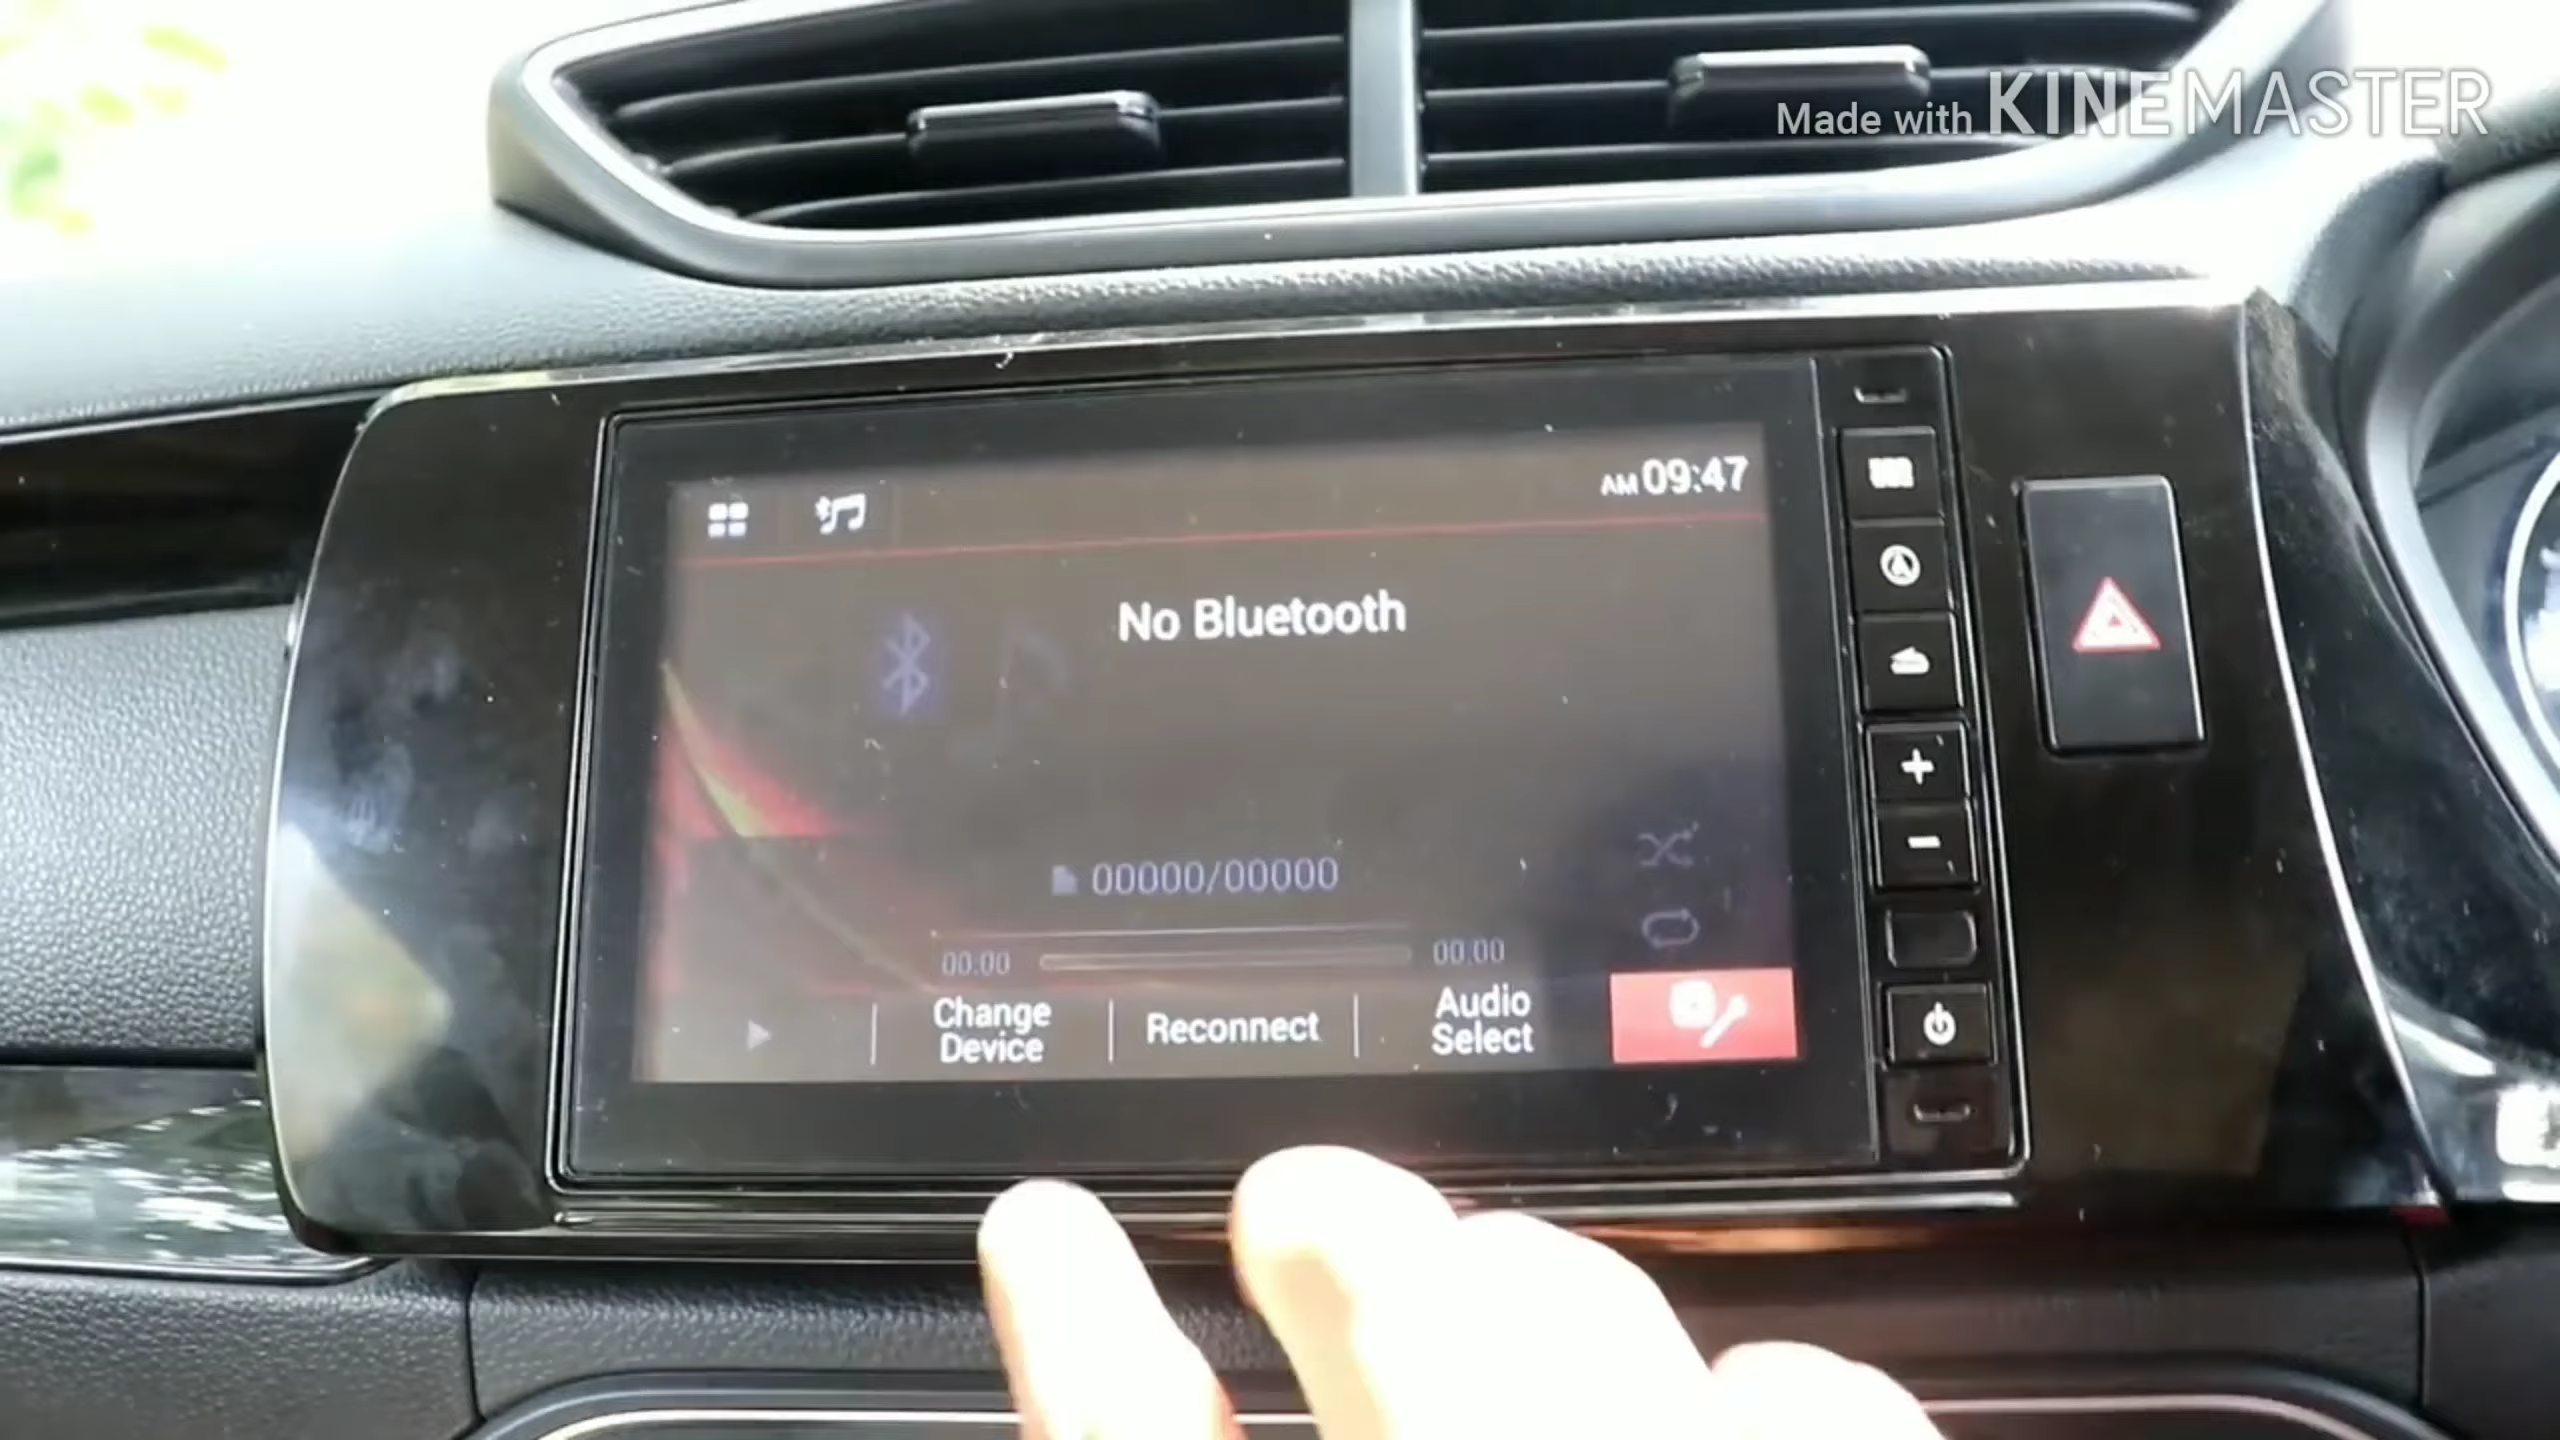 Made with KINEMASTER
AM 09:47
No Bluetooth
00000/00000
00:00
00:00
Change
Device
Reconnect
Audio
Select